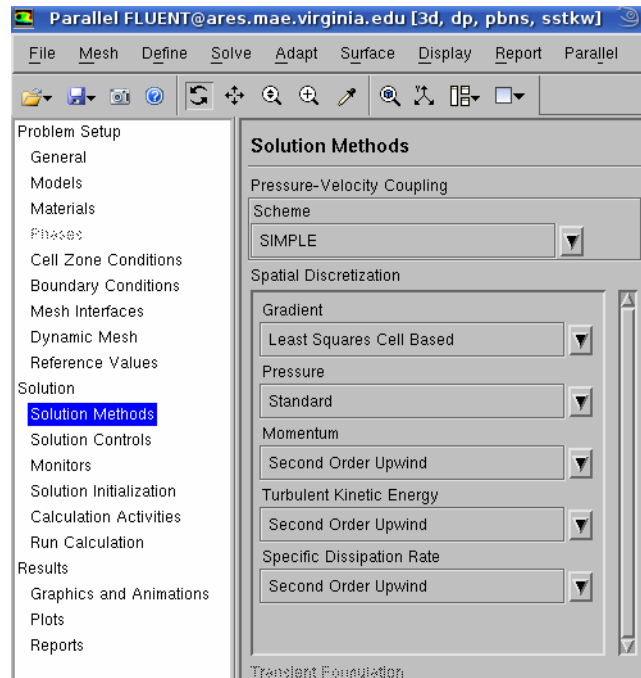 Parallel FLUENT@ares.mae.virginia.edu [3d, dp, pbns, sstkw]
File Mesh Define Solve Adapt Surface Display Report Parallel
Problem Setup
General
Models
Materials
Phases
Cell Zone Conditions
Boundary Conditions
Mesh Interfaces
Dynamic Mesh
Reference Values
Solution
Solution Methods
Solution Controls
Monitors
Solution Initialization
Calculation Activities
Run Calculation
Results
Graphics and Animations
Plots
Reports
Solution Methods
Pressure-Velocity Coupling
Scheme
SIMPLE
Spatial Discretization
Gradient
Least Squares Cell Based
Pressure
Standard
Momentum
Second Order Upwind
Turbulent Kinetic Energy
Second Order Upwind
Specific Dissipation Rate
Second Order Upwind
Transient Formulation